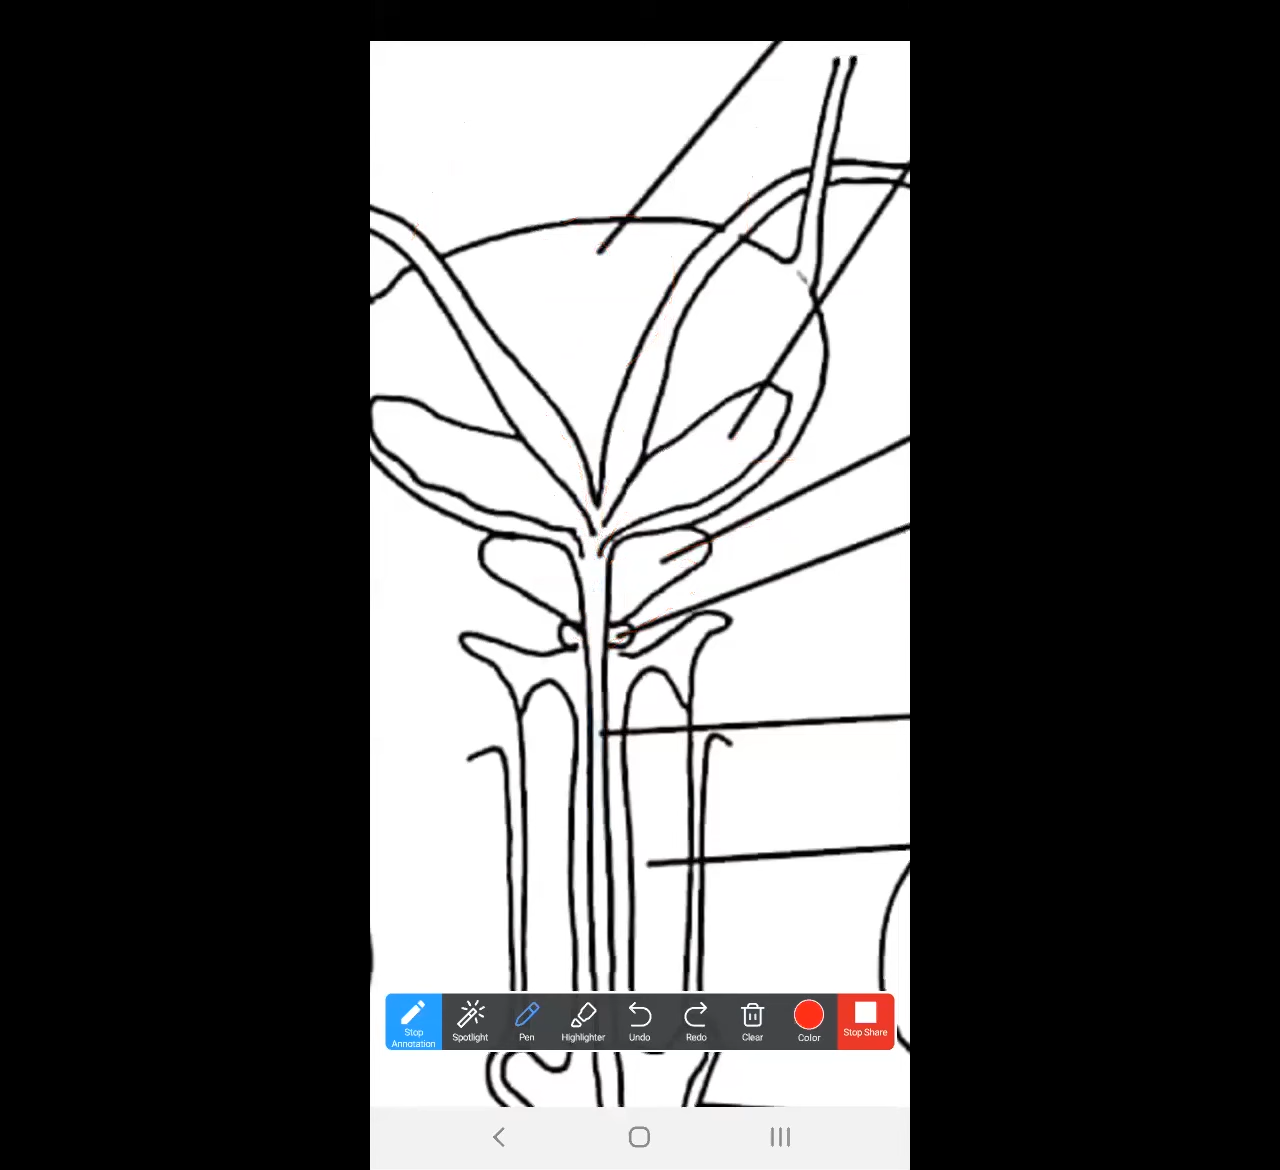 Stop Annotation
Spotlight
Pen
Highlighter
Undo
Redo
Clear
Color
Stop Share